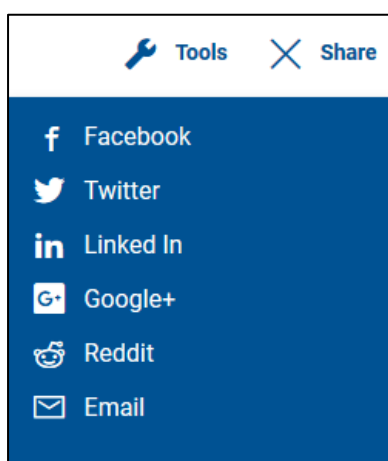 Tools Share
Facebook
Twitter
Linked In
Google+
Reddit
Email